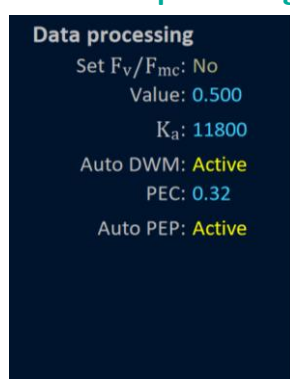 Data processing
Set Fv/Fmc: No
Value: 0.500
Ka: 11800
Auto DWM: Active
PEC: 0.32
Auto PEP: Active